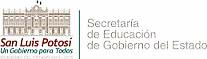 San Luis Potosí
Un Gobierno para Todos
Secretaría
de Educación
de Gobierno del Estado